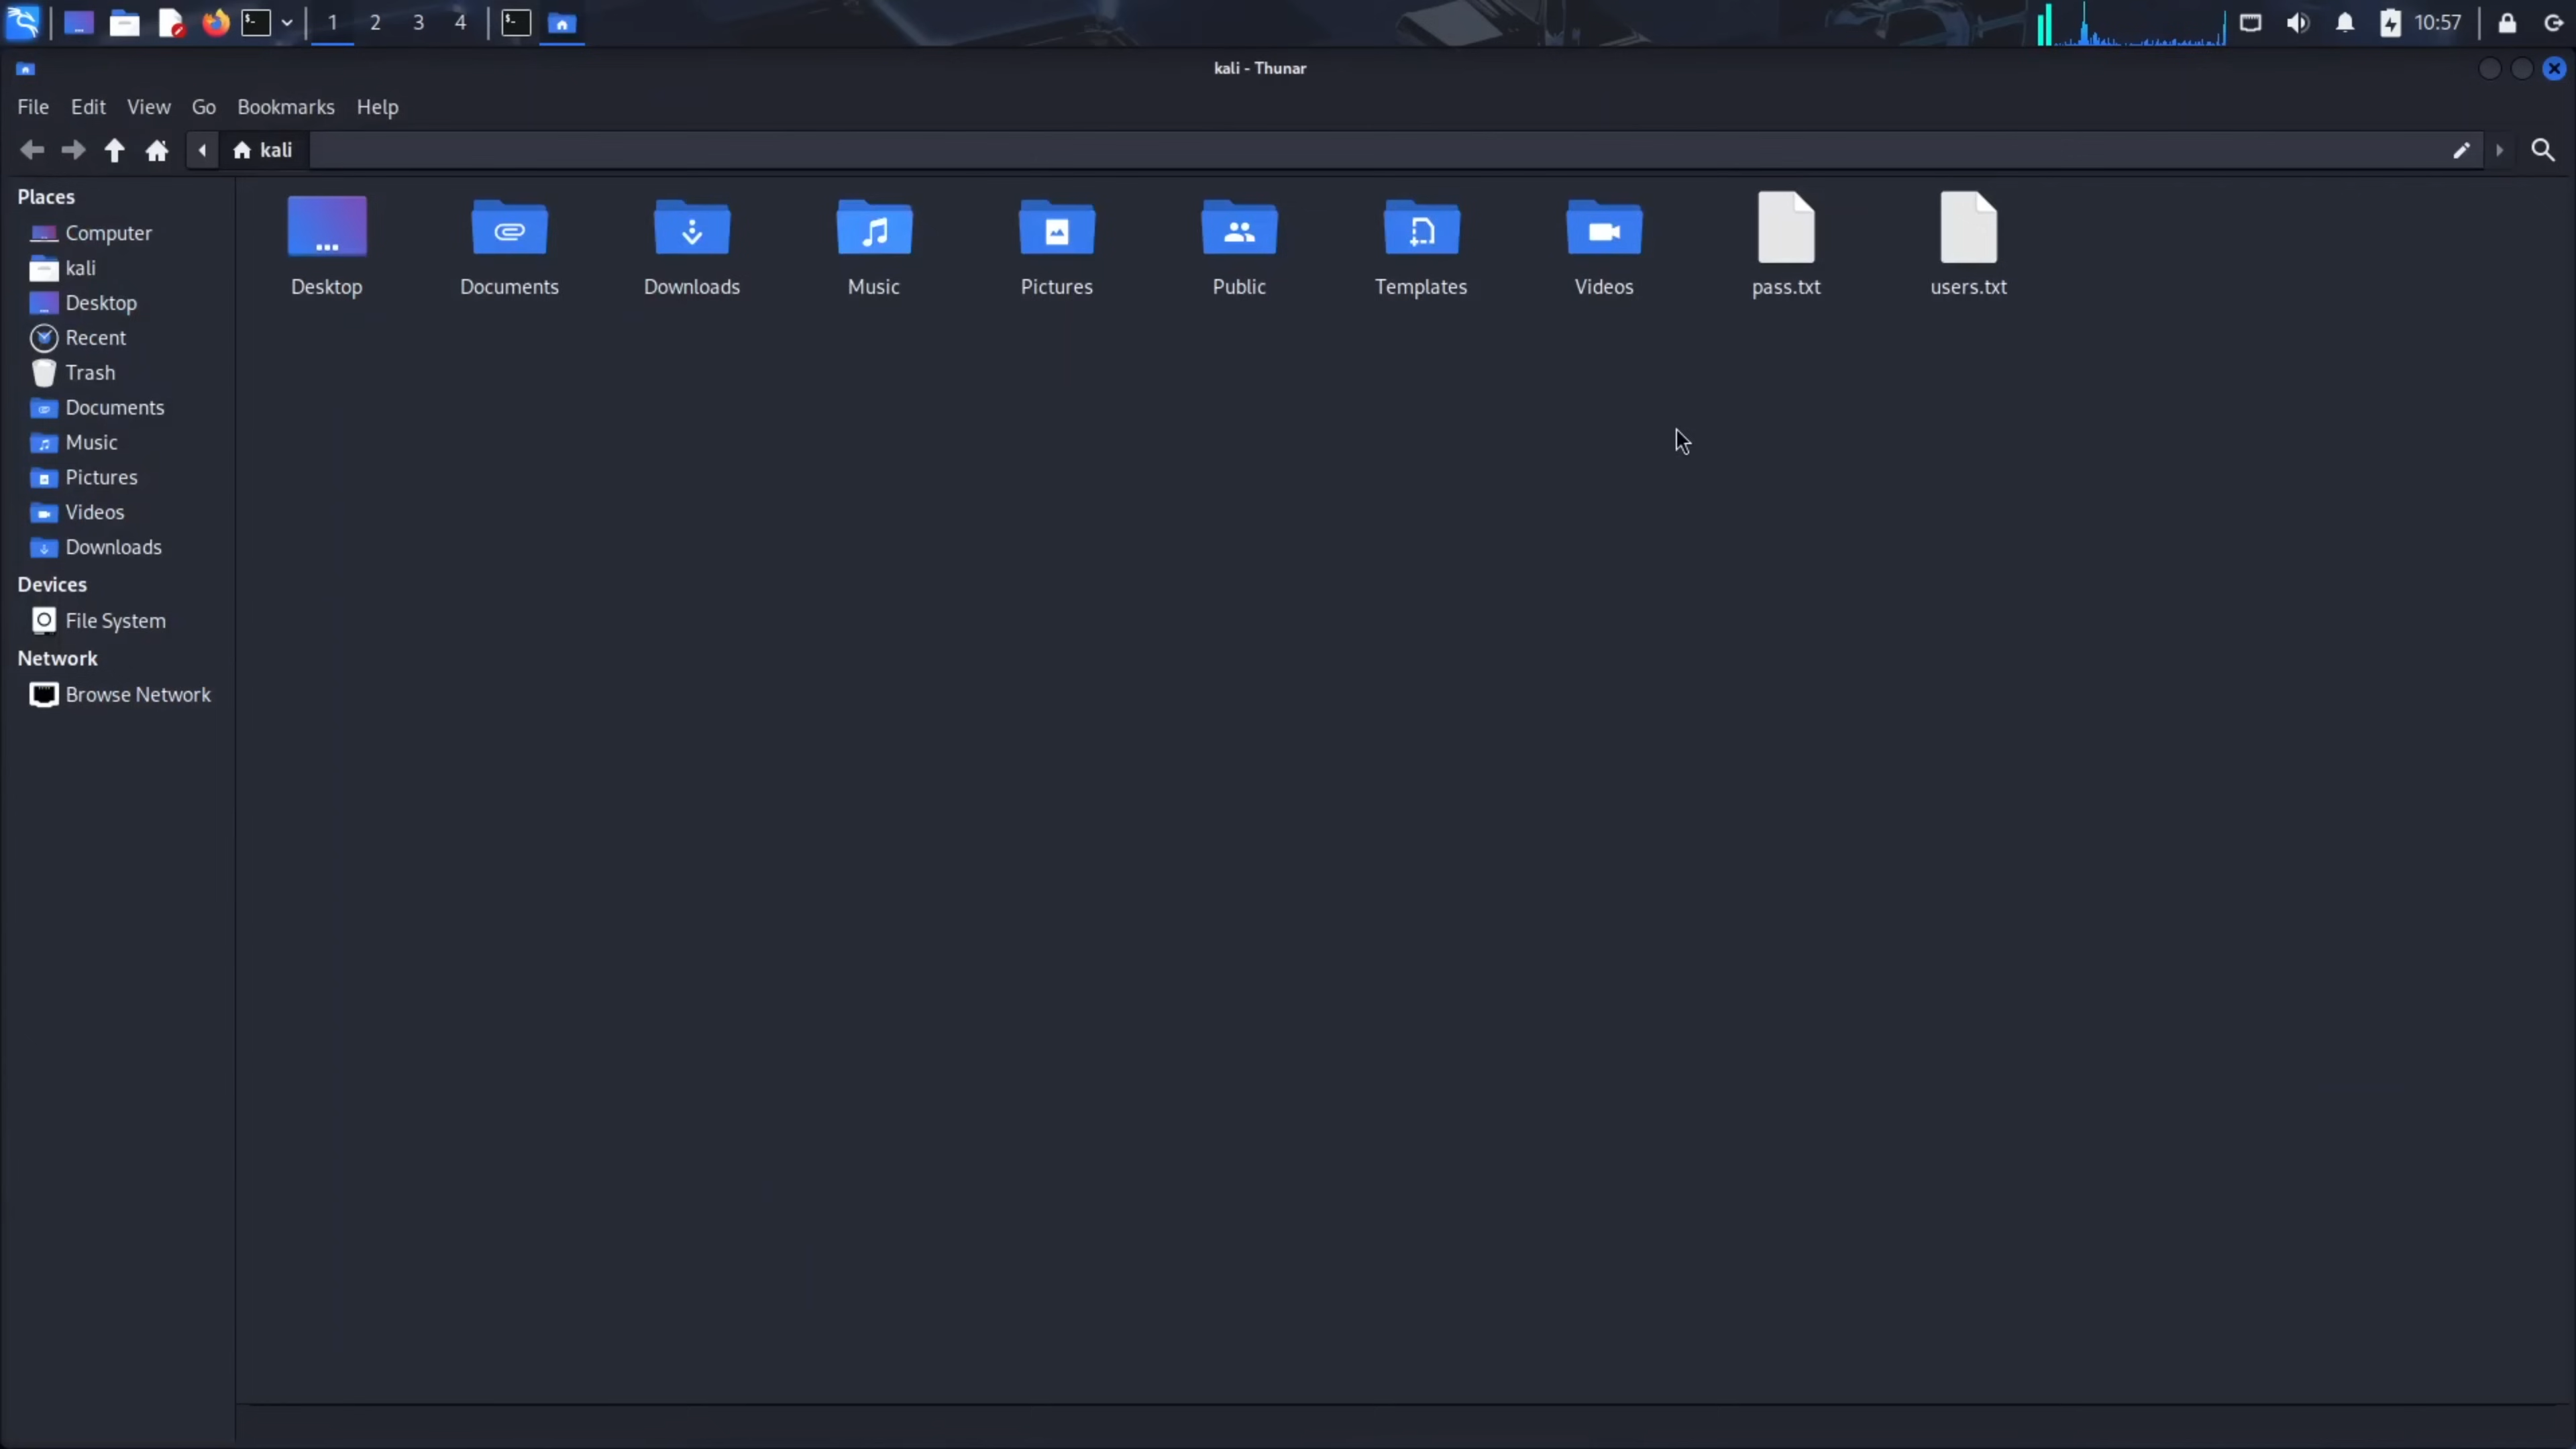 1 2 3 4 10:57
kali - Thunar
File Edit View Go Bookmarks Help
kali
Places
Computer
kali
Desktop
Recent
Trash
Documents
Music
Pictures
Videos
Downloads
Devices
File System
Network
Browse Network
Desktop Documents Downloads Music Pictures Public Templates Videos pass.txt users.txt